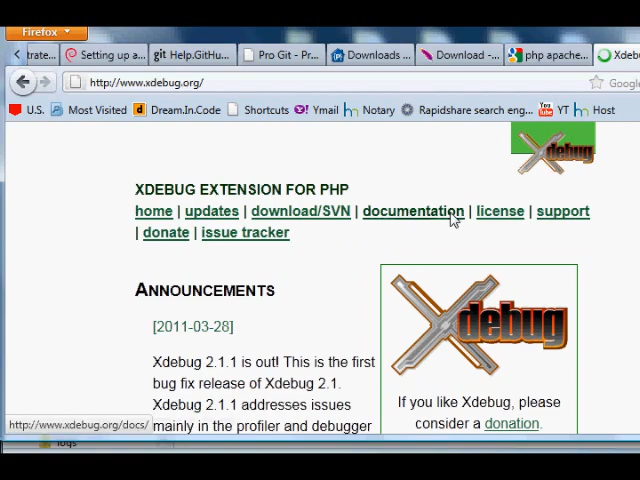 Firefox
trate...
Setting up a...
git Help.GitHu...
Pro Git - Pr...
Downloads ...
Download -...
php apache...
Xdebu
http://www.xdebug.org/
Google
U.S.
Most Visited
Dream.In.Code
Shortcuts
Ymail
Notary
Rapidshare search eng...
YT
Host
Xdebug
XDEBUG EXTENSION FOR PHP
home | updates | download/SVN | documentation | license | support
| donate | issue tracker
ANNOUNCEMENTS
[2011-03-28]
Xdebug 2.1.1 is out! This is the first
bug fix release of Xdebug 2.1.
Xdebug 2.1.1 addresses issues
mainly in the profiler and debugger
Xdebug
If you like Xdebug, please
consider a donation.
http://www.xdebug.org/docs/
logs